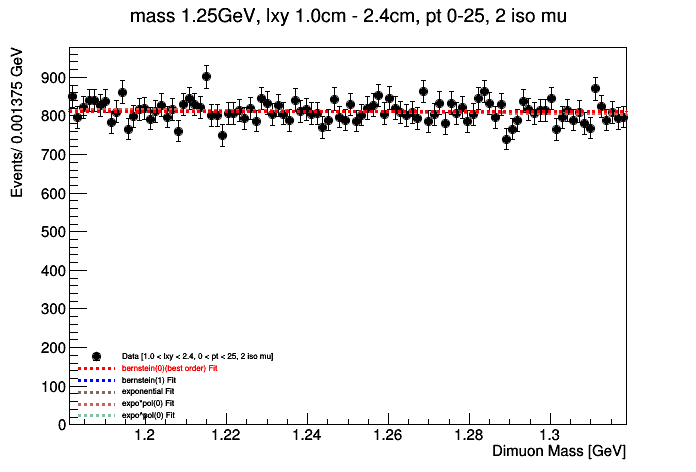 mass 1.25GeV, lxy 1.0cm - 2.4cm, pt 0-25, 2 iso mu
Events/ 0.001375 GeV
900
800
700
600
500
400
300
200
100
0
Data [1.0 < lxy < 2.4, 0 < pt < 25, 2 iso mu]
bernstein(0)(best order) Fit
bernstein(1) Fit
exponential Fit
expo*pol(0) Fit
expo^pol(0) Fit
1.2 1.22 1.24 1.26 1.28 1.3
Dimuon Mass [GeV]